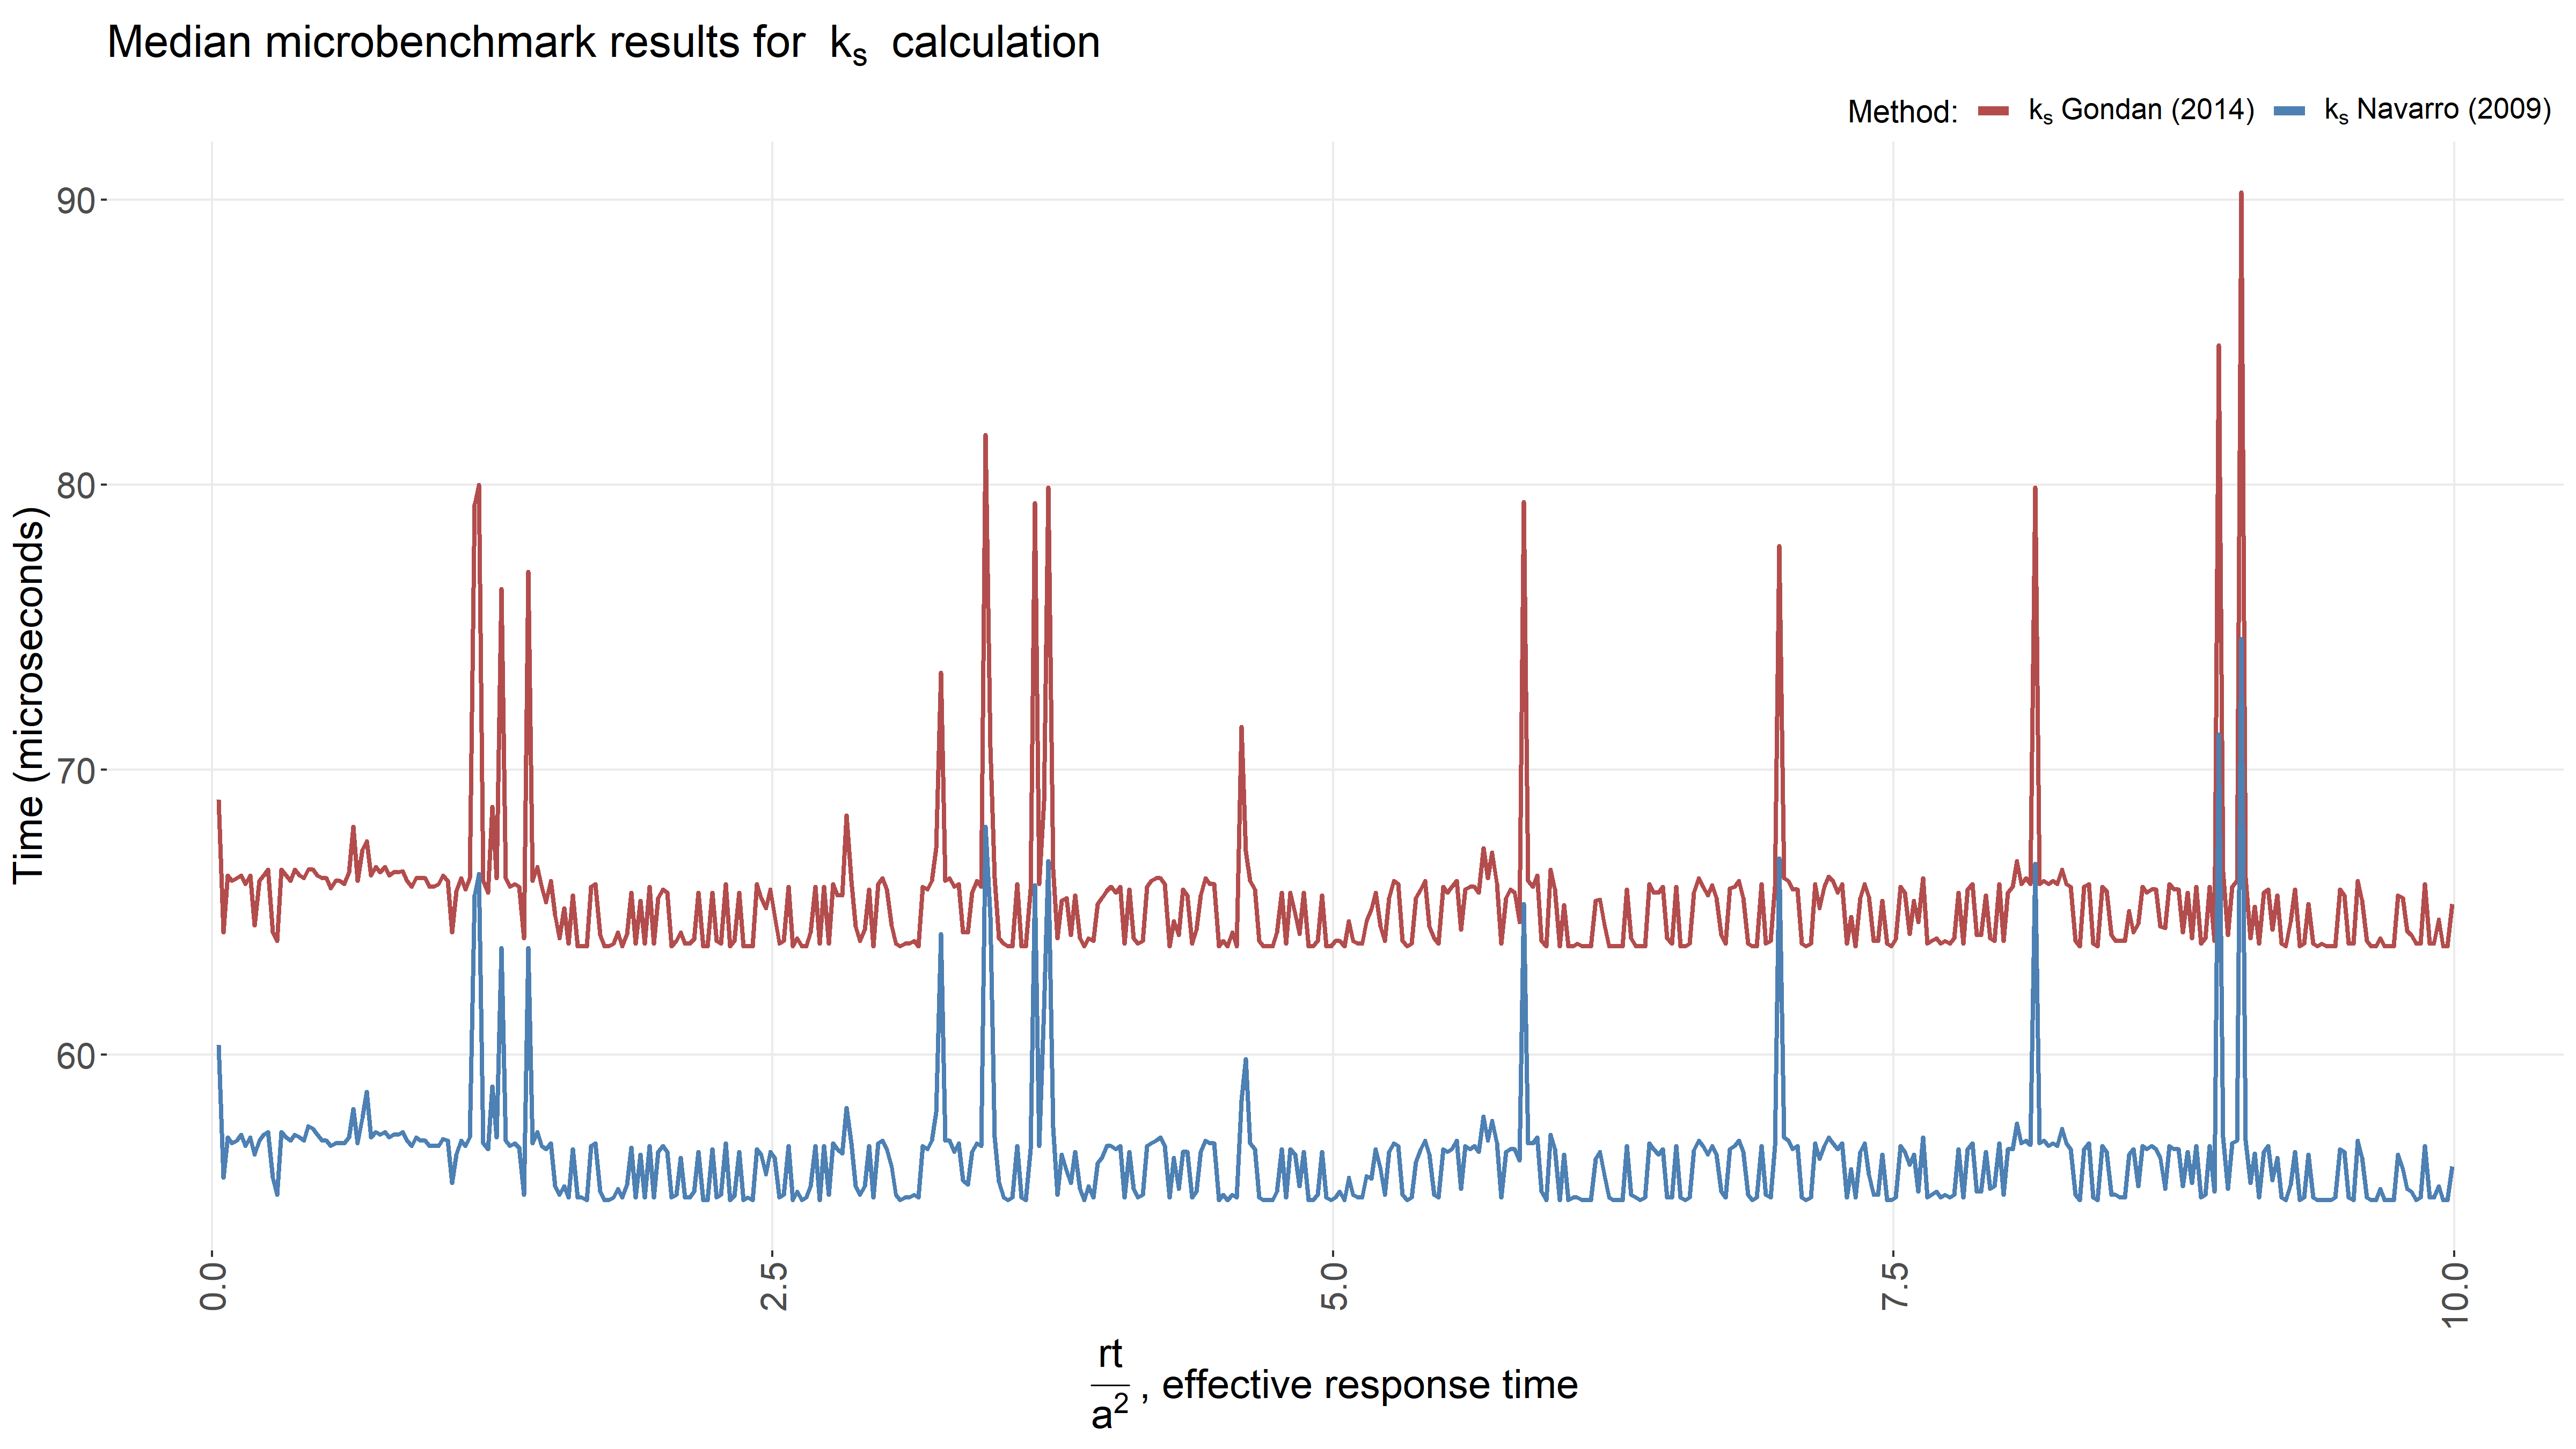 Median microbenchmark results for kₛ calculation
Method: kₛ Gondan (2014) kₛ Navarro (2009)
Time (microseconds)
90
80
70
60
0.0 2.5 5.0 7.5 10.0
rt
a², effective response time